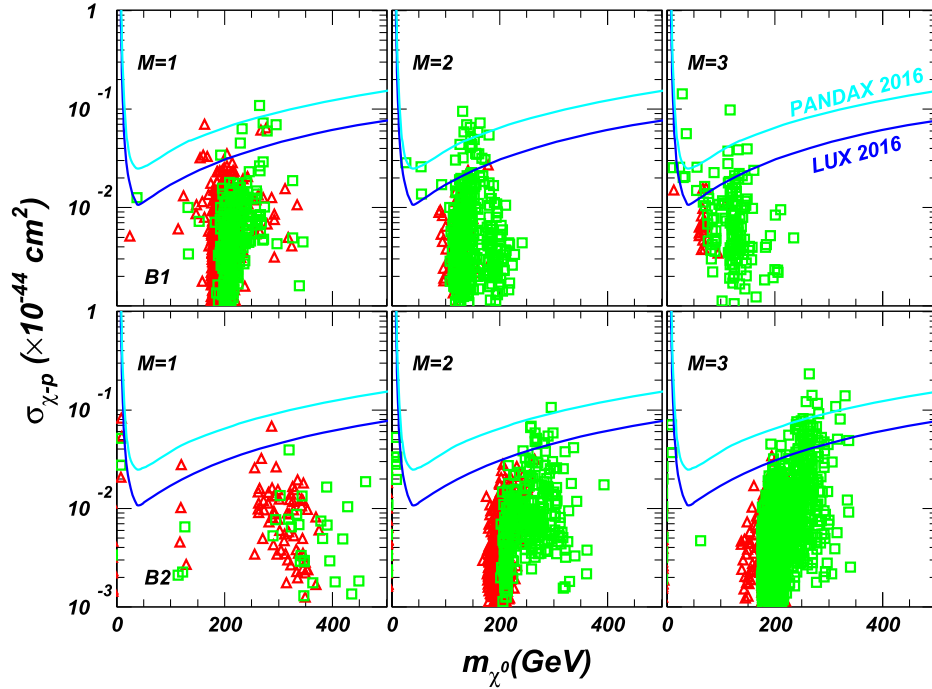 1
10 -1
10 -2
1
10 -1
10 -2
10 -3
σχ-p (×10-44 cm2)
M=1
B1
M=2
M=3
PANDAX 2016
LUX 2016
M=1
B2
M=2
M=3
0 200 400
0 200 400
0 200 400
mχ0(GeV)